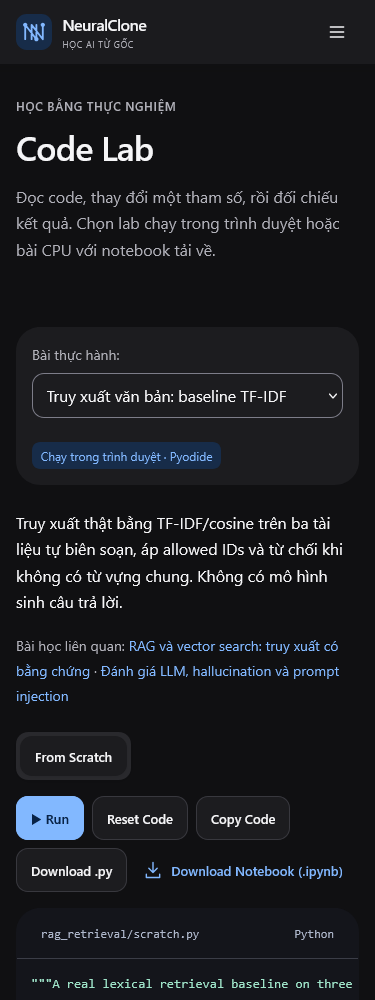 NeuralClone
HỌC AI TỪ GỐC
HỌC BẰNG THỰC NGHIỆM
Code Lab
Đọc code, thay đổi một tham số, rồi đối chiếu
kết quả. Chọn lab chạy trong trình duyệt hoặc
bài CPU với notebook tải về.
Bài thực hành:
Truy xuất văn bản: baseline TF-IDF
Chạy trong trình duyệt · Pyodide
Truy xuất thật bằng TF-IDF/cosine trên ba tài
liệu tự biên soạn, áp allowed IDs và từ chối khi
không có từ vựng chung. Không có mô hình
sinh câu trả lời.
Bài học liên quan: RAG và vector search: truy xuất có
bằng chứng · Đánh giá LLM, hallucination và prompt
injection
From Scratch
▶ Run
Reset Code
Copy Code
Download .py
Download Notebook (.ipynb)
rag_retrieval/scratch.py
Python
"""A real lexical retrieval baseline on three